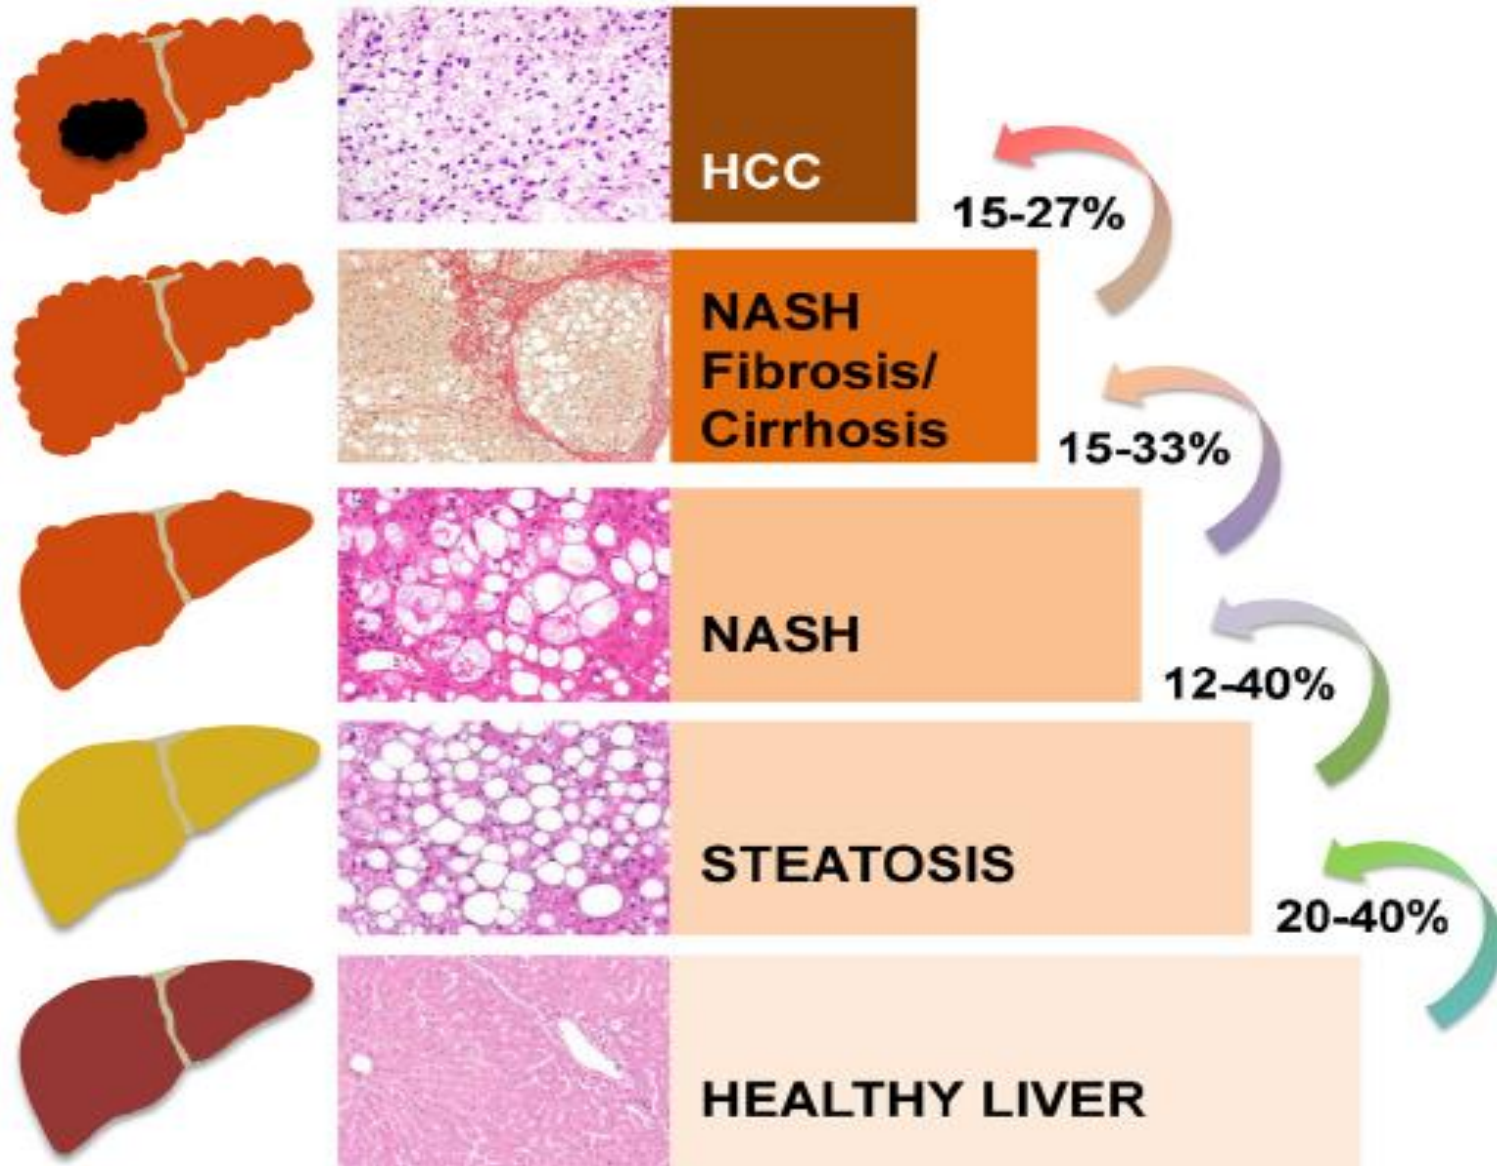 HCC
15-27%
NASH
Fibrosis/
Cirrhosis
15-33%
NASH
12-40%
STEATOSIS
20-40%
HEALTHY LIVER